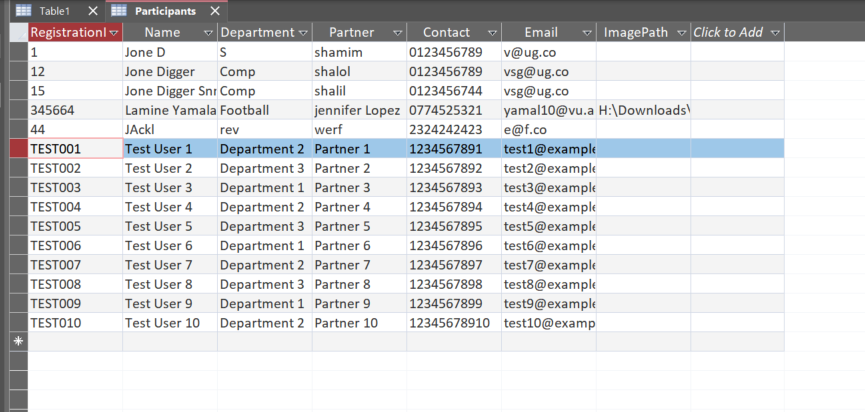 Table1 Participants
RegistrationI Name Department Partner Contact Email ImagePath Click to Add
1 Jone D S shamim 0123456789 v@ug.co
12 Jone Digger Comp shalol 0123456789 vsg@ug.co
15 Jone Digger Snr Comp shalil 0123456744 vsg@ug.co
345664 Lamine Yamala Football jennifer Lopez 0774525321 yamal10@vu.a H:\Downloads\
44 JAckl rev werf 2324242423 e@f.co
TEST001 Test User 1 Department 2 Partner 1 1234567891 test1@example
TEST002 Test User 2 Department 3 Partner 2 1234567892 test2@example
TEST003 Test User 3 Department 1 Partner 3 1234567893 test3@example
TEST004 Test User 4 Department 2 Partner 4 1234567894 test4@example
TEST005 Test User 5 Department 3 Partner 5 1234567895 test5@example
TEST006 Test User 6 Department 1 Partner 6 1234567896 test6@example
TEST007 Test User 7 Department 2 Partner 7 1234567897 test7@example
TEST008 Test User 8 Department 3 Partner 8 1234567898 test8@example
TEST009 Test User 9 Department 1 Partner 9 1234567899 test9@example
TEST010 Test User 10 Department 2 Partner 10 12345678910 test10@examp